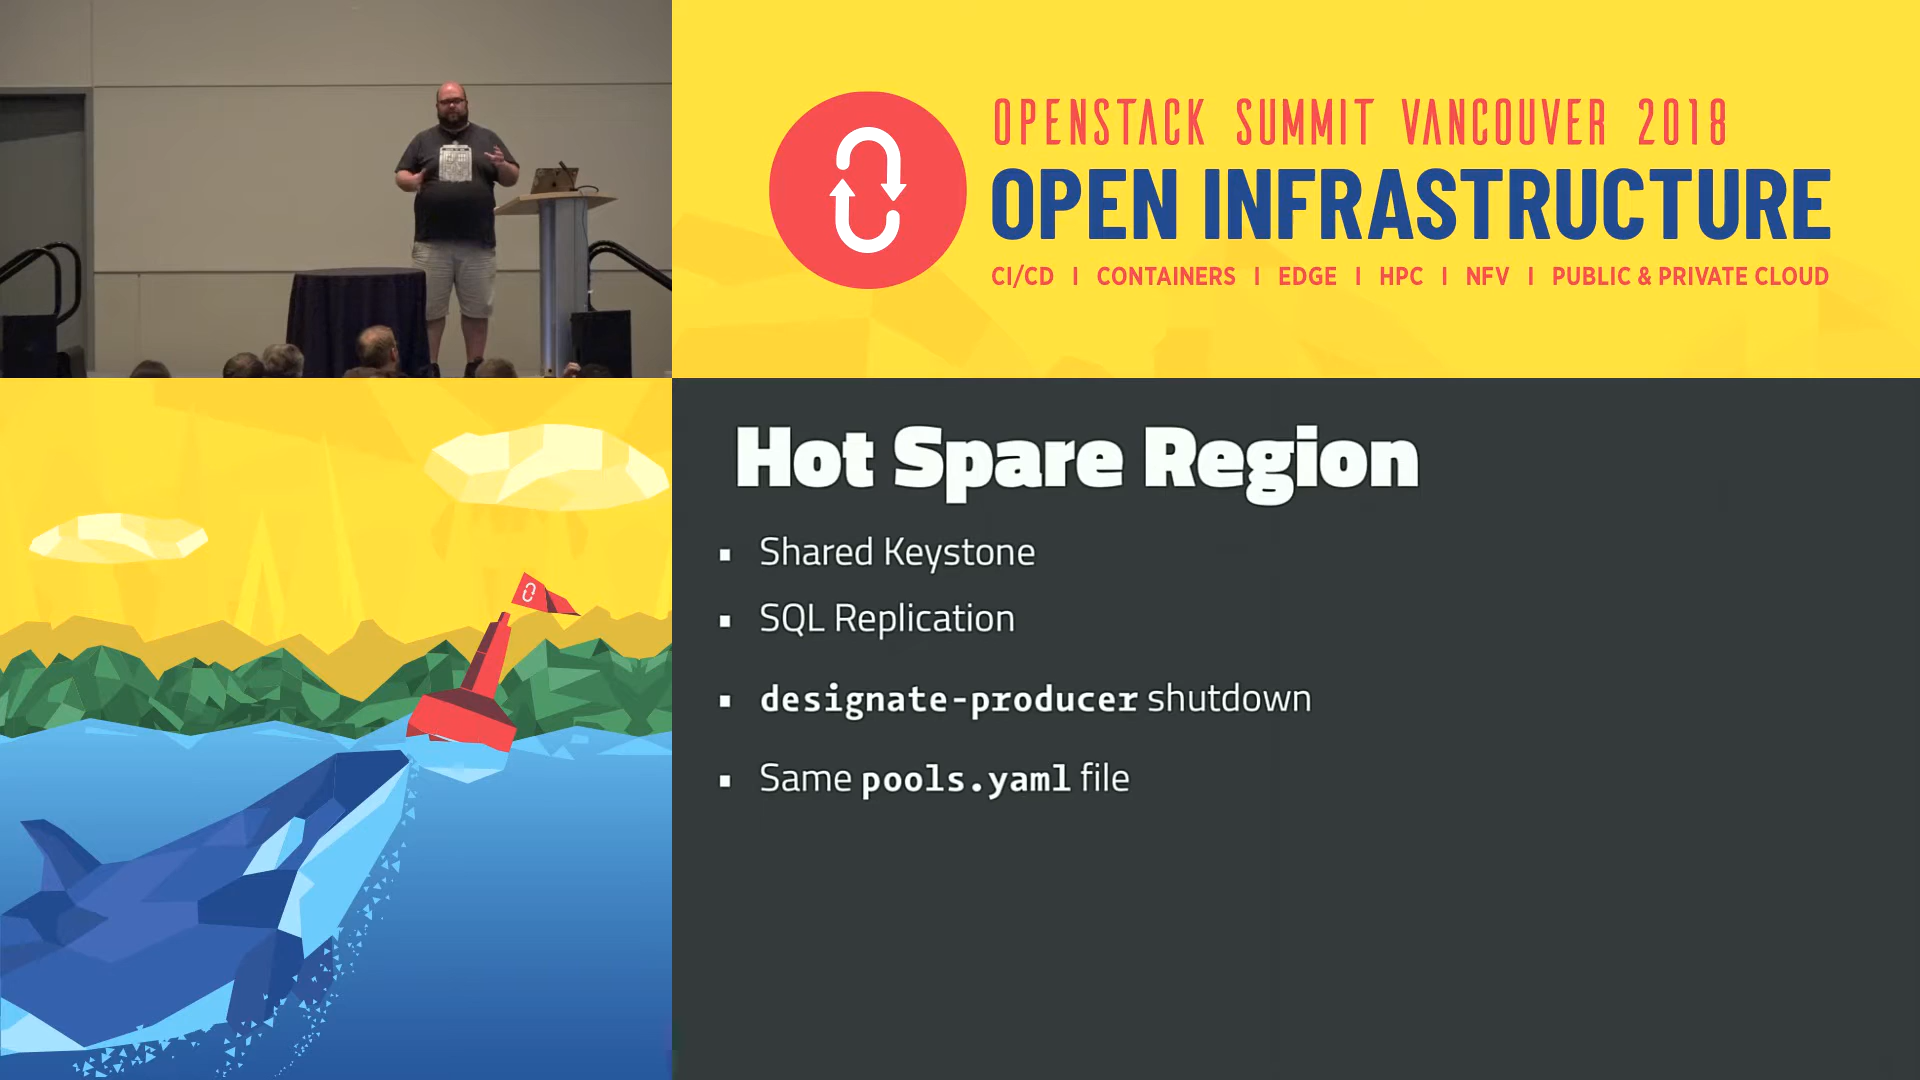 OPENSTACK SUMMIT VANCOUVER 2018
OPEN INFRASTRUCTURE
CI/CD | CONTAINERS | EDGE | HPC | NFV | PUBLIC & PRIVATE CLOUD
Hot Spare Region
▪ Shared Keystone
▪ SQL Replication
▪ designate-producer shutdown
▪ Same pools.yaml file